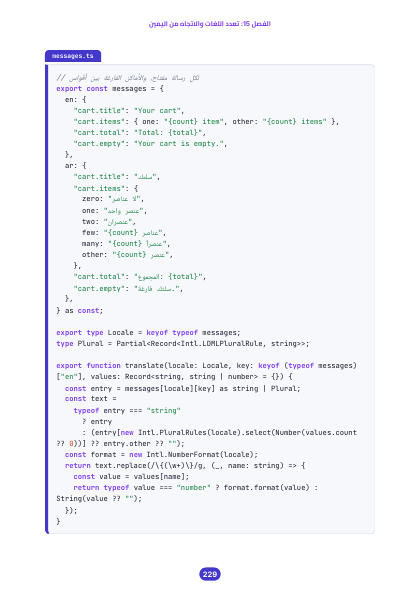 الفصل 15: تعدد اللغات والاتجاه من اليمين
messages.ts
// لكل رسالة مفتاح، والأماكن الفارغة بين أقواس
export const messages = {
  en: {
    "cart.title": "Your cart",
    "cart.items": { one: "{count} item", other: "{count} items" },
    "cart.total": "Total: {total}",
    "cart.empty": "Your cart is empty.",
  },
  ar: {
    "cart.title": "سلتك",
    "cart.items": {
      zero: "لا عناصر",
      one: "عنصر واحد",
      two: "عنصران",
      few: "{count} عناصر",
      many: "{count} عنصراً",
      other: "{count} عنصر",
    },
    "cart.total": "المجموع: {total}",
    "cart.empty": "سلتك فارغة.",
  },
} as const;
export type Locale = keyof typeof messages;
type Plural = Partial<Record<Intl.LDMLPluralRule, string>>;
export function translate(locale: Locale, key: keyof (typeof messages)
["en"], values: Record<string, string | number> = {}) {
  const entry = messages[locale][key] as string | Plural;
  const text =
    typeof entry === "string"
      ? entry
      : (entry[new Intl.PluralRules(locale).select(Number(values.count
?? 0))] ?? entry.other ?? "");
  const format = new Intl.NumberFormat(locale);
  return text.replace(/\{(\w+)\}/g, (_, name: string) => {
    const value = values[name];
    return typeof value === "number" ? format.format(value) :
String(value ?? "");
  });
}
229